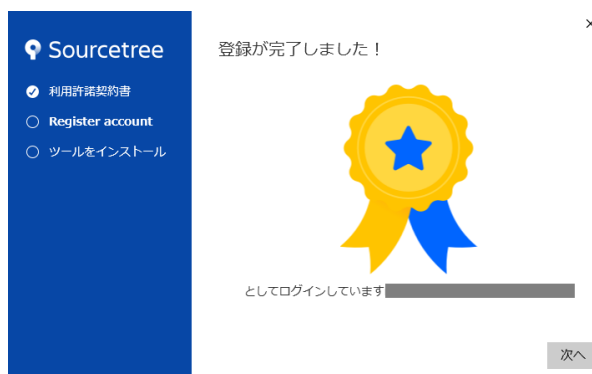 Sourcetree
利用許諾契約書
Register account
ツールをインストール
登録が完了しました！
としてログインしています
次へ